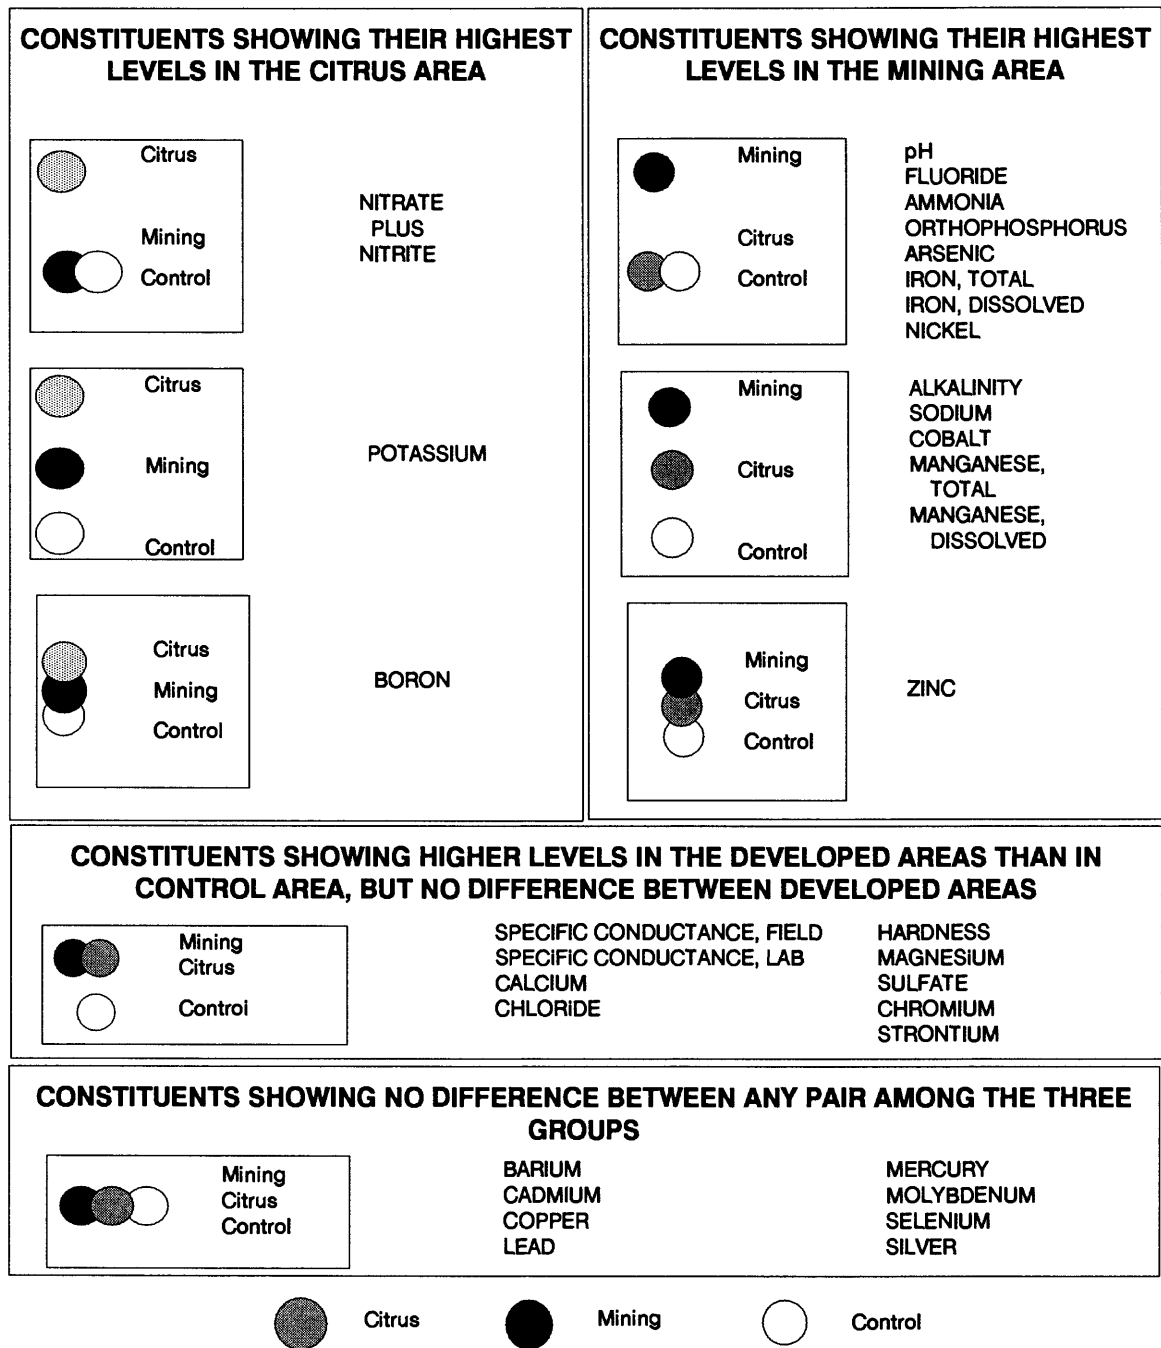 CONSTITUENTS SHOWING THEIR HIGHEST
LEVELS IN THE CITRUS AREA
Citrus
Mining
Control
NITRATE
PLUS
NITRITE
Citrus
Mining
Control
POTASSIUM
Citrus
Mining
Control
BORON
CONSTITUENTS SHOWING THEIR HIGHEST
LEVELS IN THE MINING AREA
Mining
Citrus
Control
pH
FLUORIDE
AMMONIA
ORTHOPHOSPHORUS
ARSENIC
IRON, TOTAL
IRON, DISSOLVED
NICKEL
Mining
Citrus
Control
ALKALINITY
SODIUM
COBALT
MANGANESE,
TOTAL
MANGANESE,
DISSOLVED
Mining
Citrus
Control
ZINC
CONSTITUENTS SHOWING HIGHER LEVELS IN THE DEVELOPED AREAS THAN IN
CONTROL AREA, BUT NO DIFFERENCE BETWEEN DEVELOPED AREAS
Mining
Citrus
Control
SPECIFIC CONDUCTANCE, FIELD
SPECIFIC CONDUCTANCE, LAB
CALCIUM
CHLORIDE
HARDNESS
MAGNESIUM
SULFATE
CHROMIUM
STRONTIUM
CONSTITUENTS SHOWING NO DIFFERENCE BETWEEN ANY PAIR AMONG THE THREE
GROUPS
Mining
Citrus
Control
BARIUM
CADMIUM
COPPER
LEAD
MERCURY
MOLYBDENUM
SELENIUM
SILVER
Citrus
Mining
Control